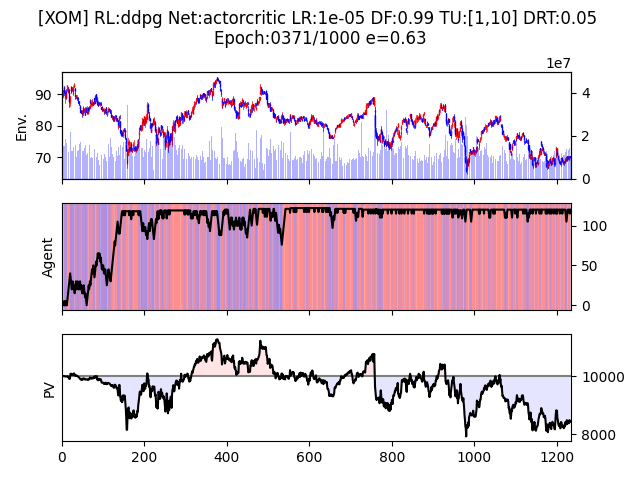 [XOM] RL:ddpg Net:actorcritic LR:1e-05 DF:0.99 TU:[1,10] DRT:0.05
Epoch:0371/1000 e=0.63
1e7
Env.
90
80
70
4
2
0
Agent
100
50
0
PV
10000
8000
0 200 400 600 800 1000 1200